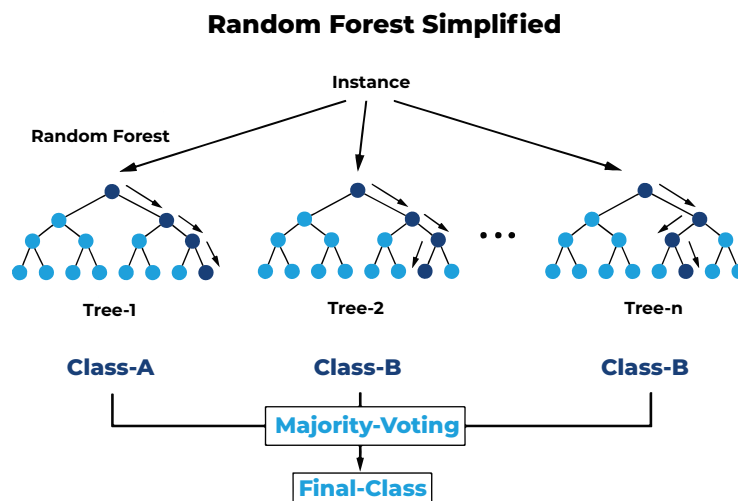 Random Forest Simplified
Instance
Random Forest
Tree-1
Tree-2
Tree-n
Class-A
Class-B
Class-B
Majority-Voting
Final-Class